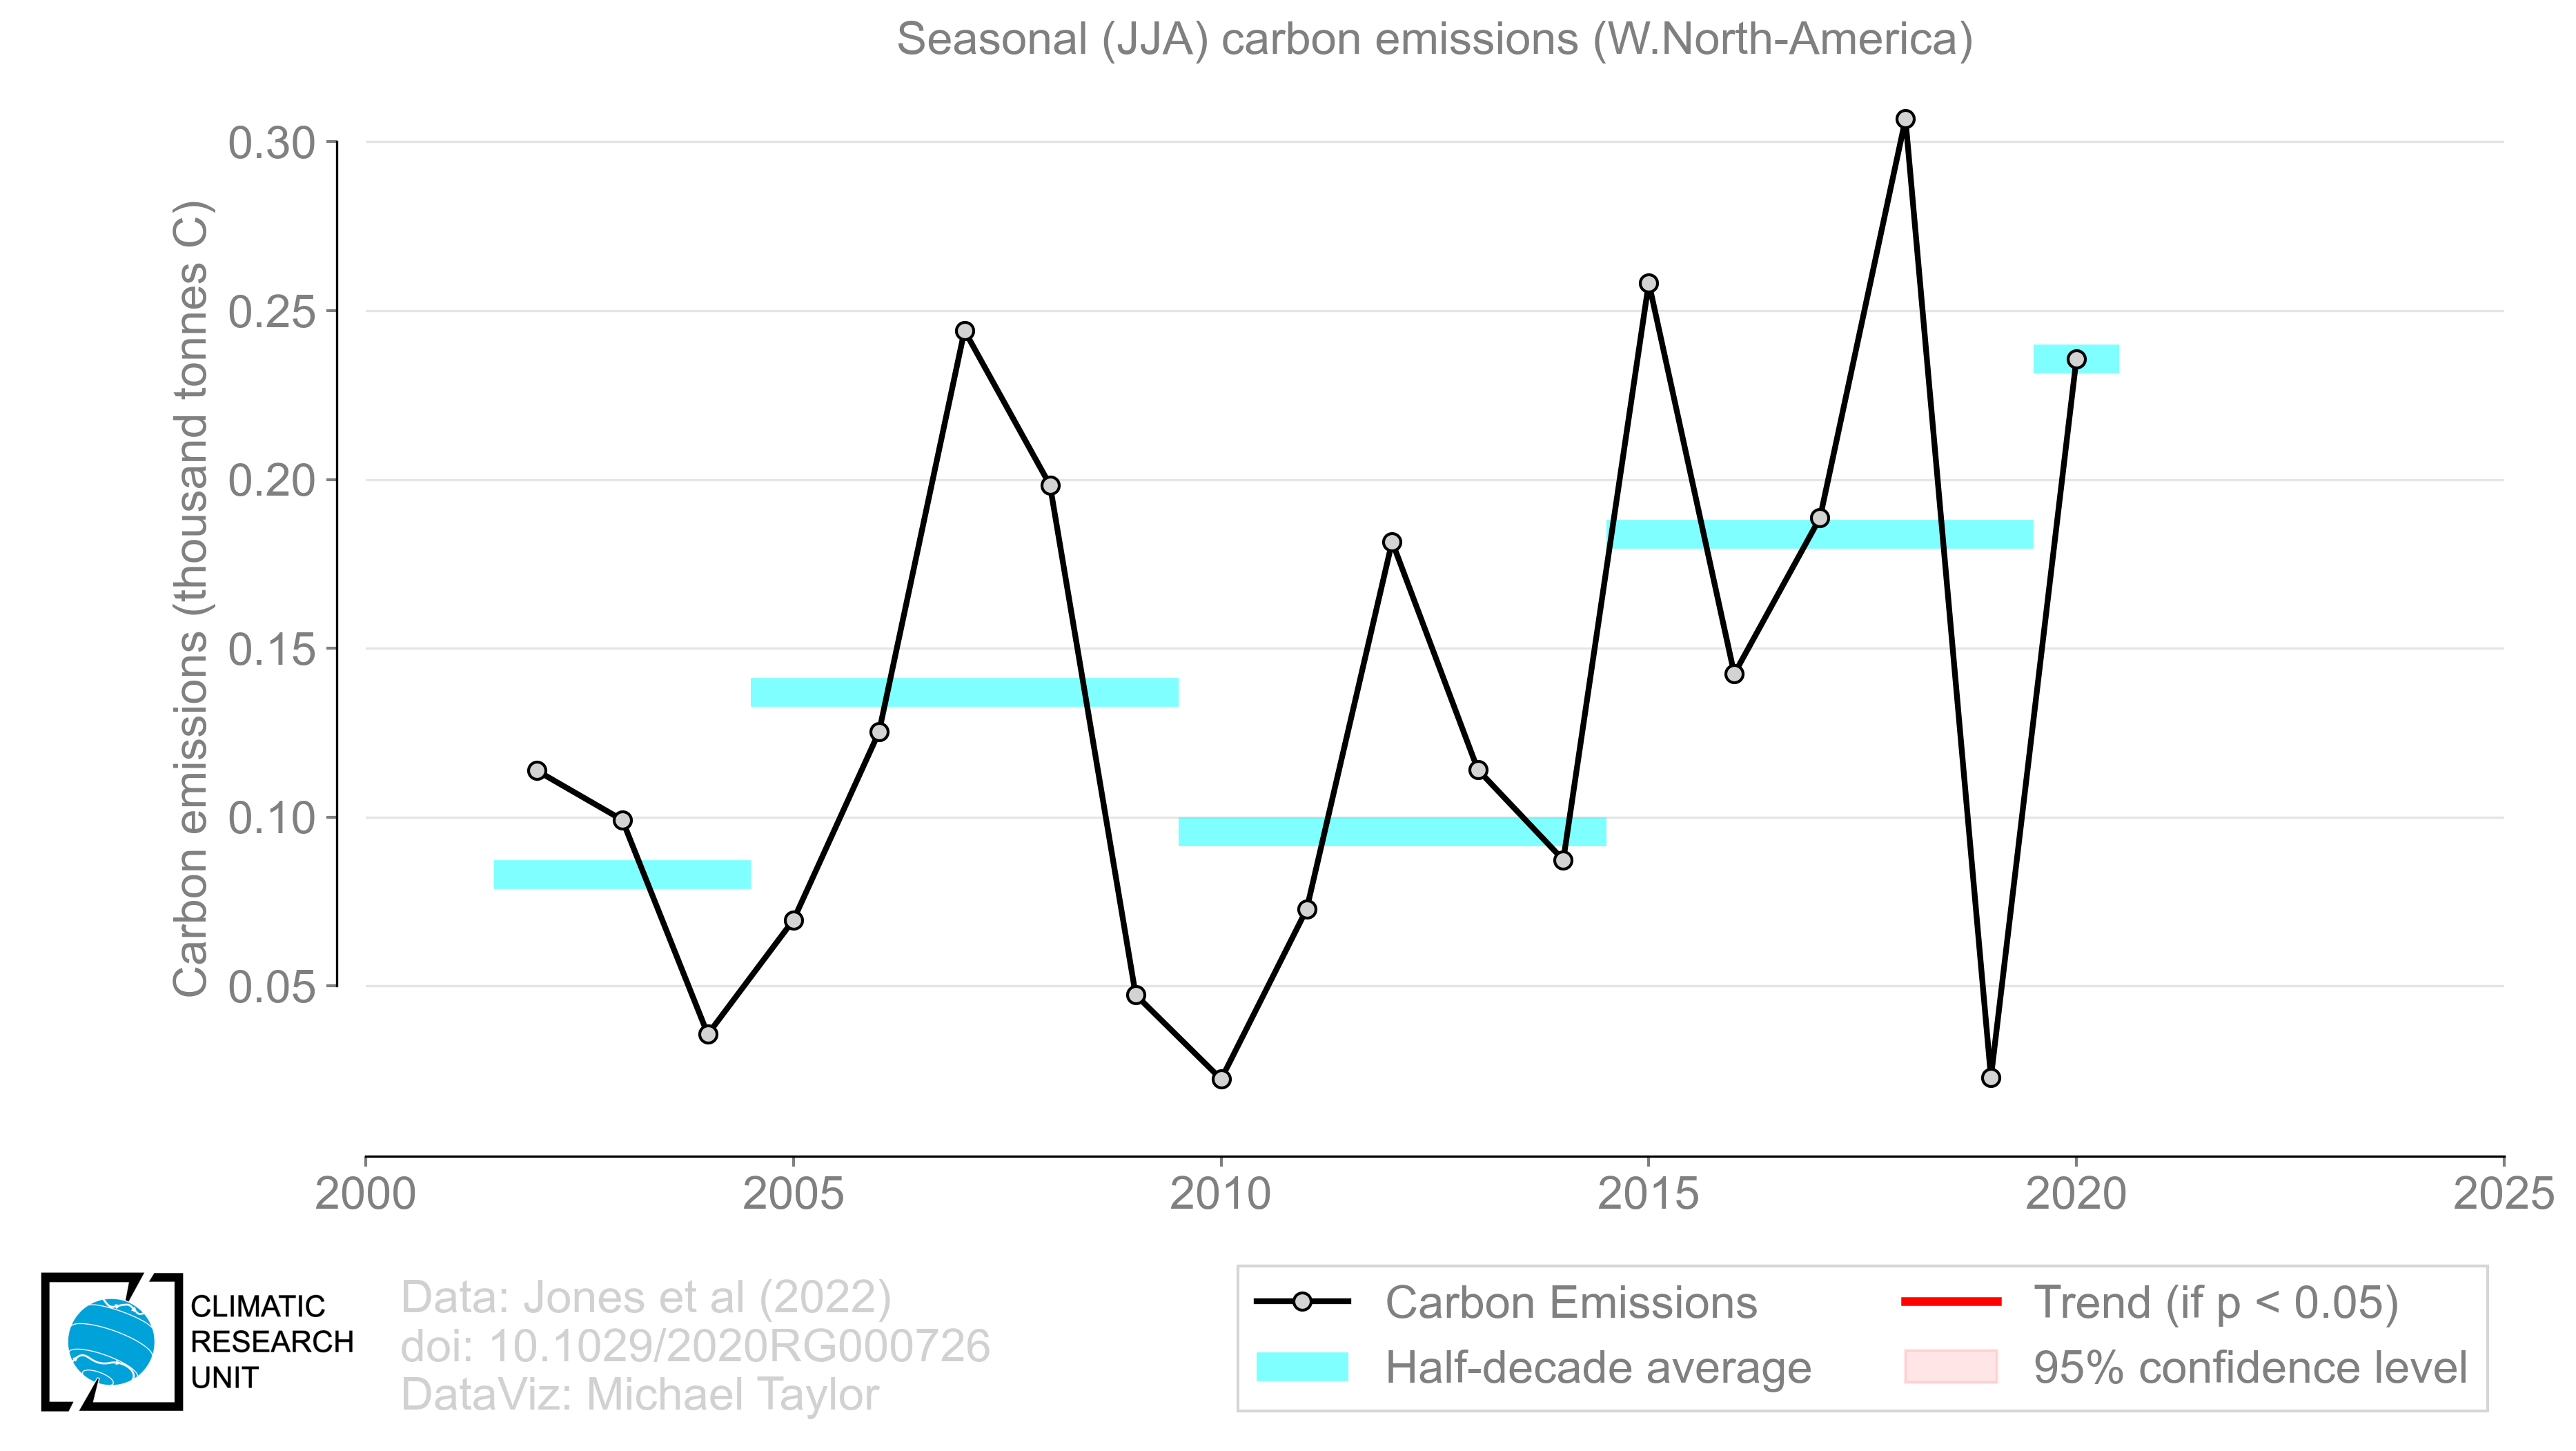 Seasonal (JJA) carbon emissions (W.North-America)
Carbon emissions (thousand tonnes C)
0.30
0.25
0.20
0.15
0.10
0.05
2000
2005
2010
2015
2020
2025
CLIMATIC
RESEARCH
UNIT
Data: Jones et al (2022)
doi: 10.1029/2020RG000726
DataViz: Michael Taylor
Carbon Emissions
Half-decade average
Trend (if p < 0.05)
95% confidence level